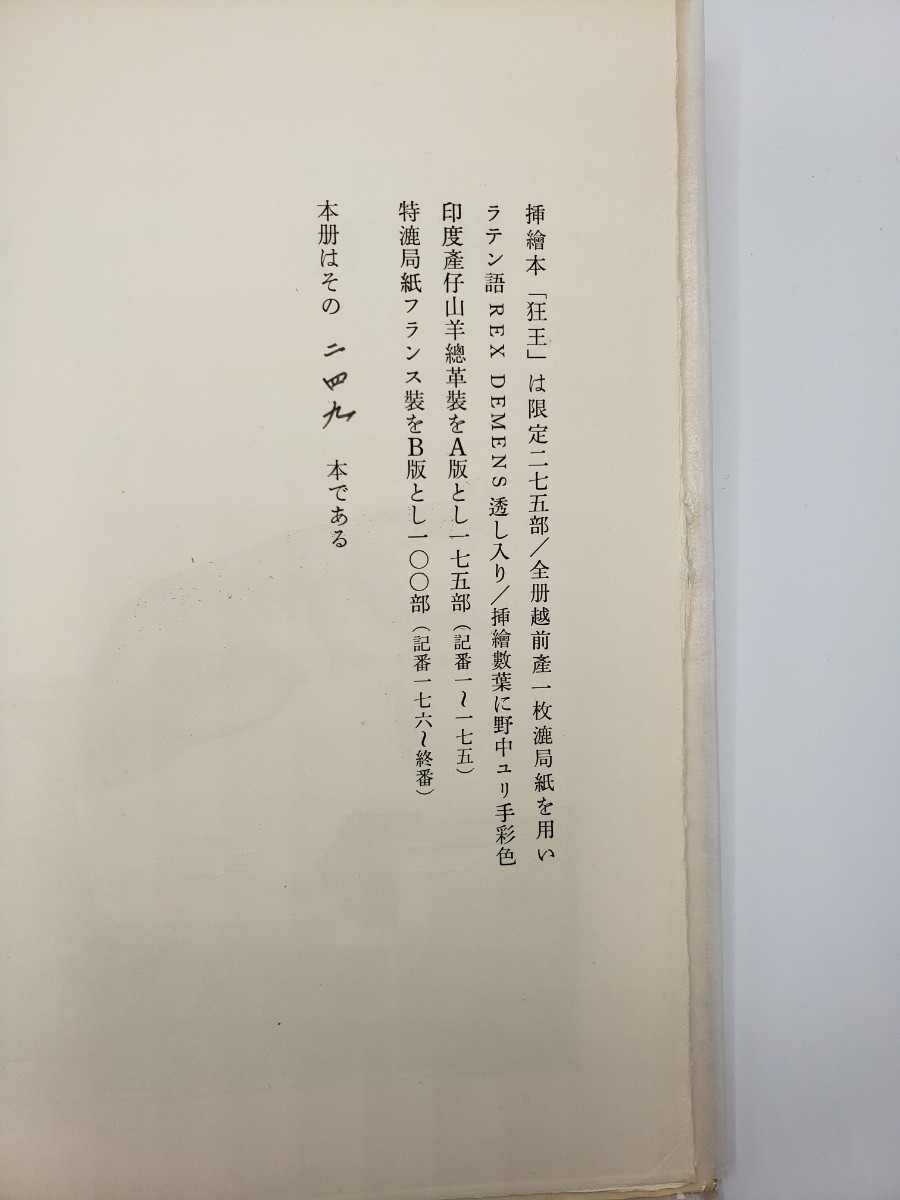 挿繪本「狂王」は限定二七五部／全册越前產一枚漉局紙を用い
ラテン語 REX DEMENS 透し入り／挿繪數葉に野中ユリ手彩色
印度產仔山羊總革裝をA版とし一七五部（記番一〜一七五）
特漉局紙フランス裝をB版とし一〇〇部（記番一七六〜終番）
本册はその 二四九 本である